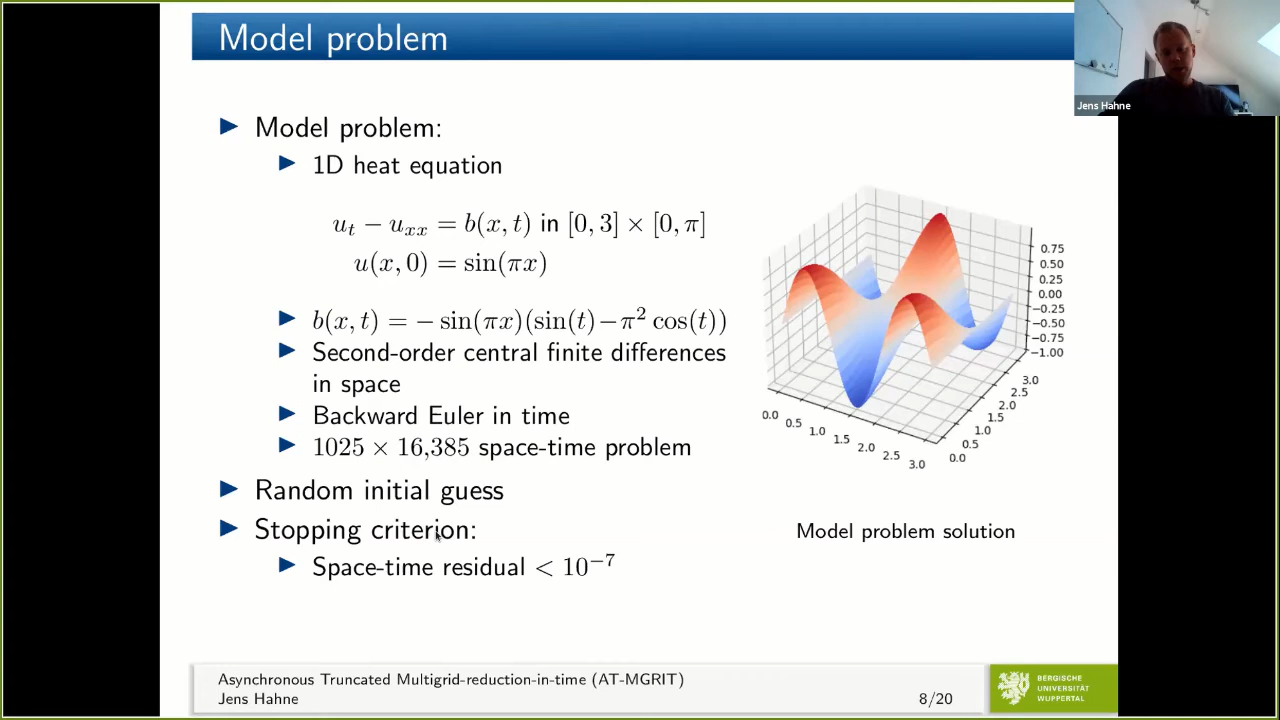 Model problem
Jens Hahne
▶ Model problem:
▶ 1D heat equation
u_t − u_{xx} = b(x, t) in [0, 3] × [0, π]
u(x, 0) = sin(πx)
▶ b(x, t) = − sin(πx)(sin(t)−π² cos(t))
▶ Second-order central finite differences
in space
▶ Backward Euler in time
▶ 1025 × 16,385 space-time problem
▶ Random initial guess
▶ Stopping criterion:
▶ Space-time residual < 10⁻⁷
0.75
0.50
0.25
0.00
−0.25
−0.50
−0.75
−1.00
0.0 0.5 1.0 1.5 2.0 2.5 3.0
0.0 0.5 1.0 1.5 2.0 2.5 3.0
Model problem solution
Asynchronous Truncated Multigrid-reduction-in-time (AT-MGRIT)
Jens Hahne
8/20
BERGISCHE
UNIVERSITÄT
WUPPERTAL